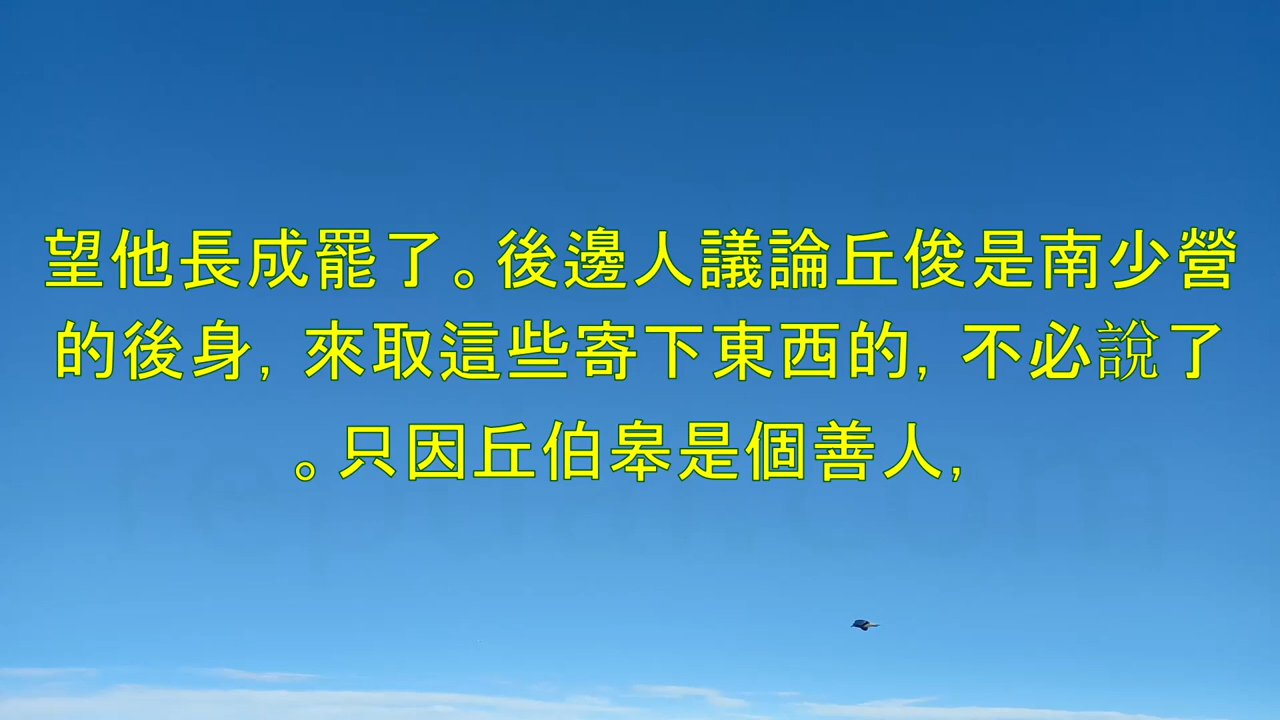 望他長成罷了。後邊人議論丘俊是南少營
的後身，來取這些寄下東西的，不必說了
。只因丘伯皋是個善人，